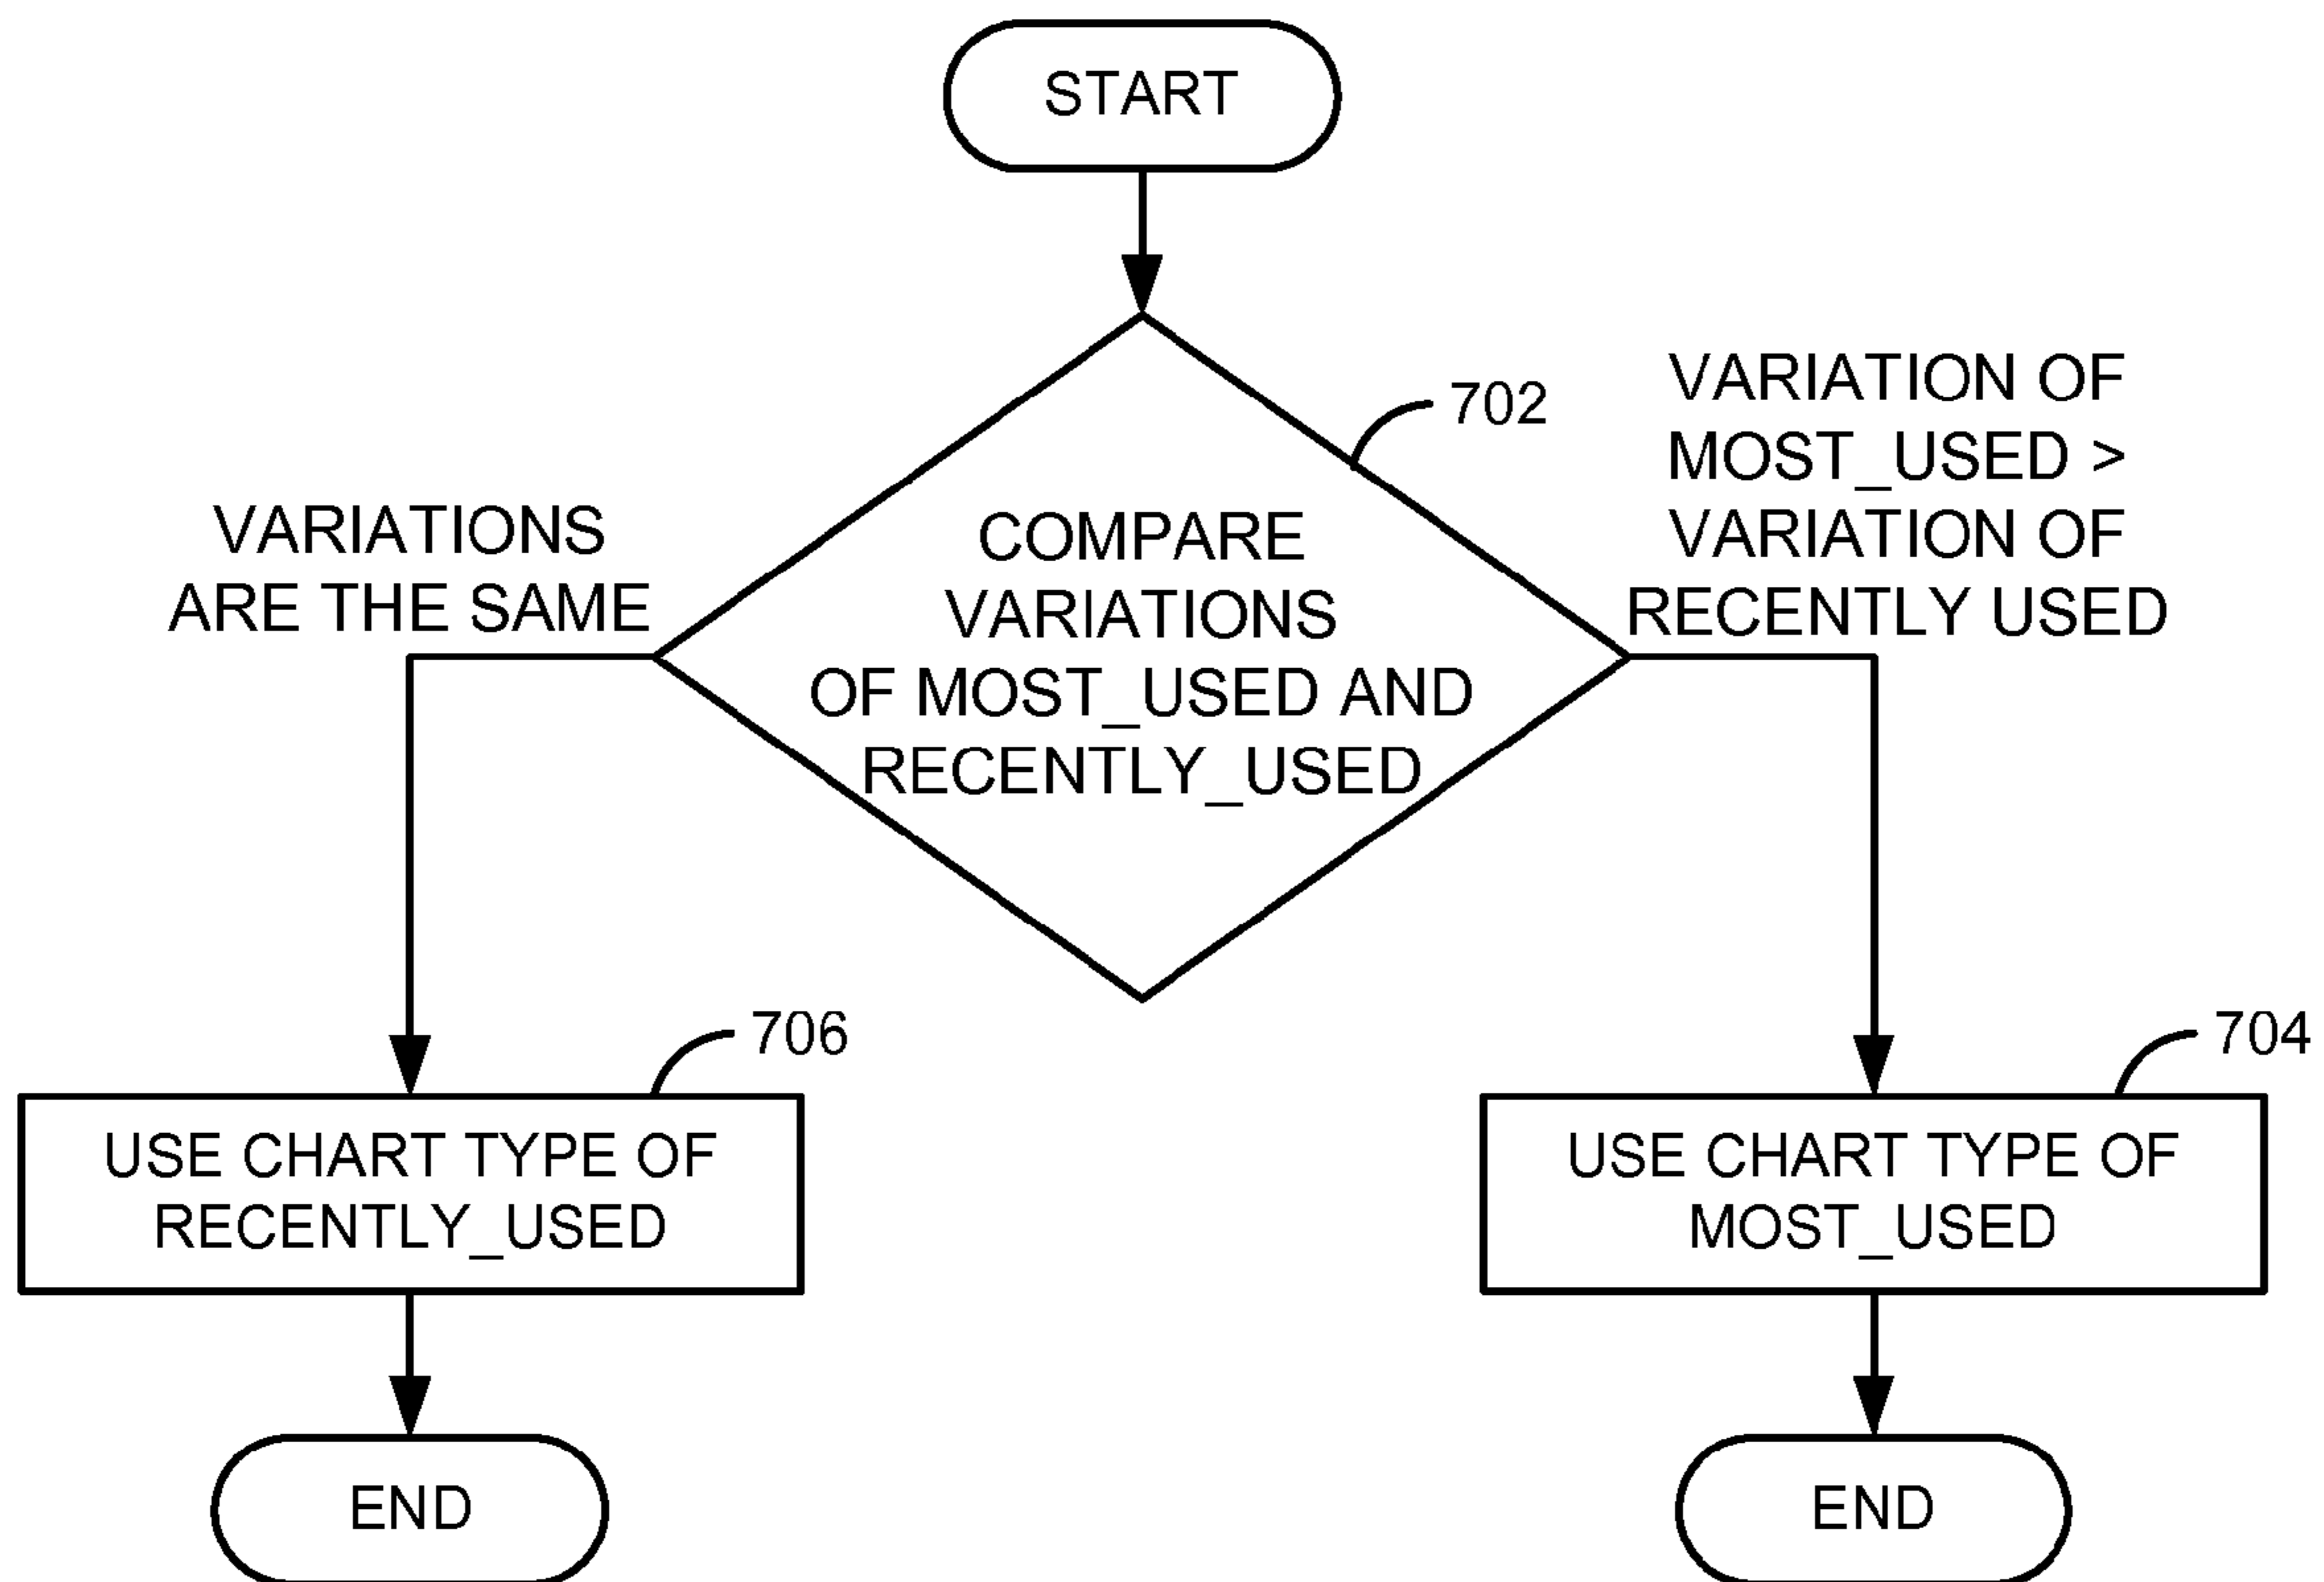 START
702
VARIATION OF
MOST_USED >
VARIATION OF
RECENTLY USED
VARIATIONS
ARE THE SAME
COMPARE
VARIATIONS
OF MOST_USED AND
RECENTLY_USED
706
USE CHART TYPE OF
RECENTLY_USED
704
USE CHART TYPE OF
MOST_USED
END
END